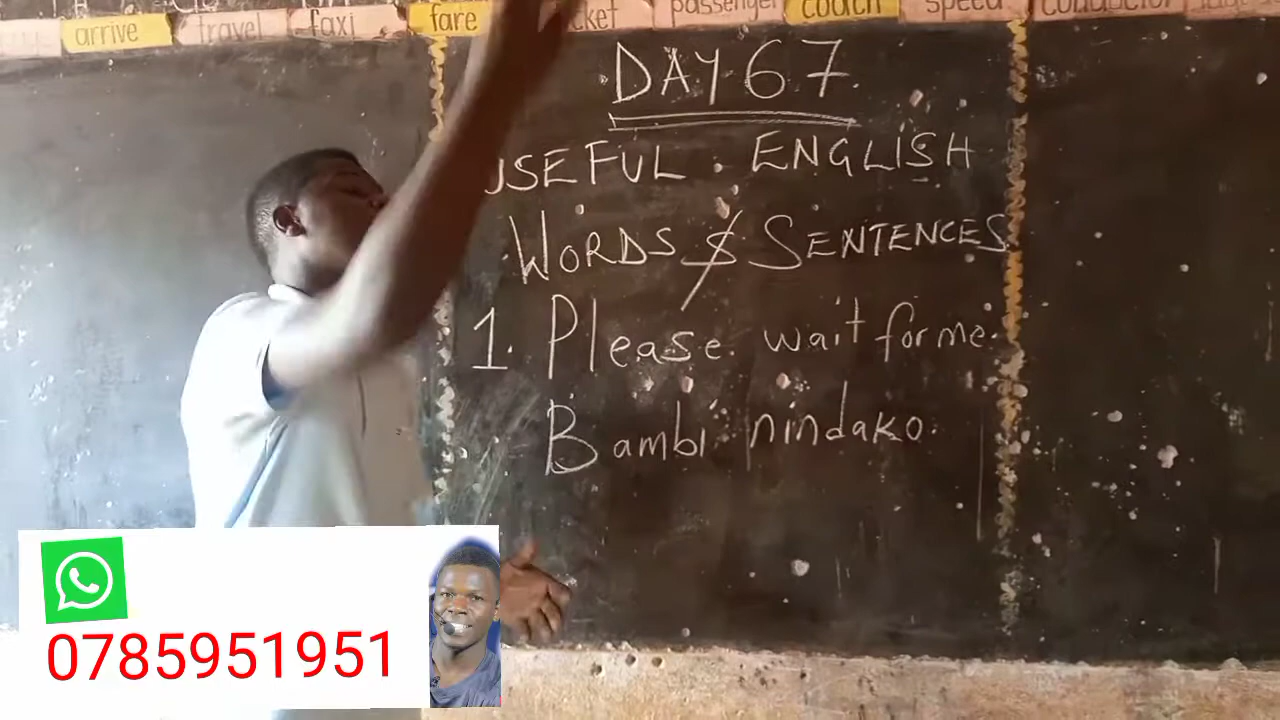 arrive travel taxi fare passenger coach speed conductor
DAY 67
USEFUL ENGLISH
WORDS & SENTENCES
1. Please wait for me.
Bambi nindako.
0785951951